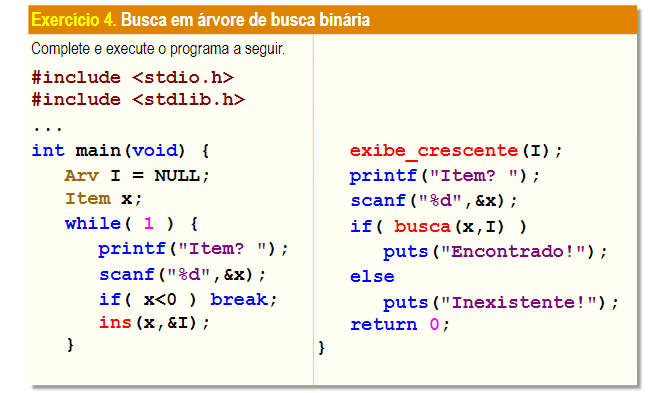 Exercício 4. Busca em árvore de busca binária
Complete e execute o programa a seguir.
#include <stdio.h>
#include <stdlib.h>
...
int main(void) {
Arv I = NULL;
Item x;
while( 1 ) {
printf("Item? ");
scanf("%d",&x);
if( x<0 ) break;
ins(x,&I);
}
exibe_crescente(I);
printf("Item? ");
scanf("%d",&x);
if( busca(x,I) )
puts("Encontrado!");
else
puts("Inexistente!");
return 0;
}